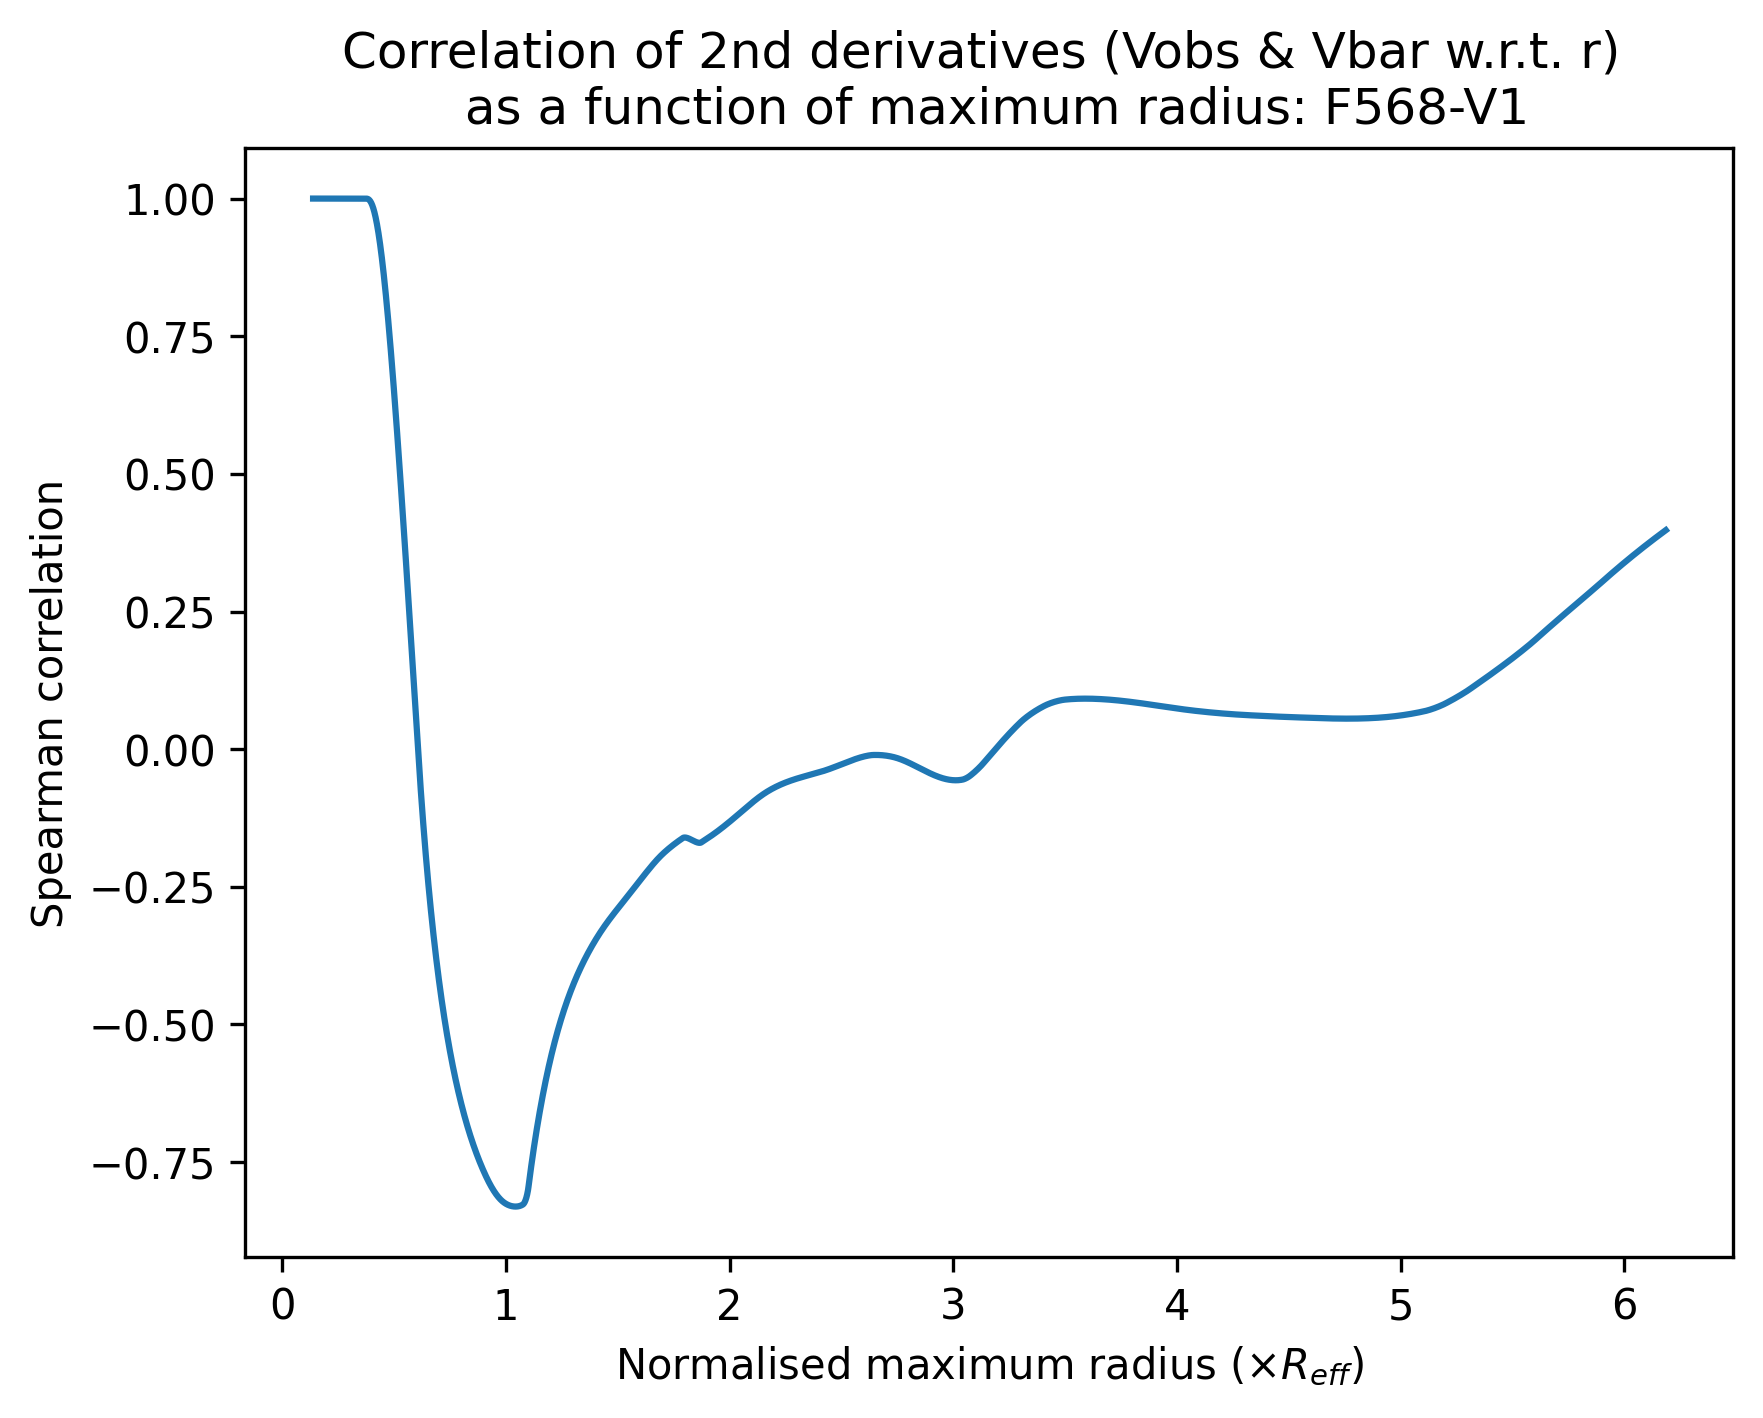 Correlation of 2nd derivatives (Vobs & Vbar w.r.t. r)
as a function of maximum radius: F568-V1
Spearman correlation
1.00
0.75
0.50
0.25
0.00
−0.25
−0.50
−0.75
0 1 2 3 4 5 6
Normalised maximum radius (×R_eff)